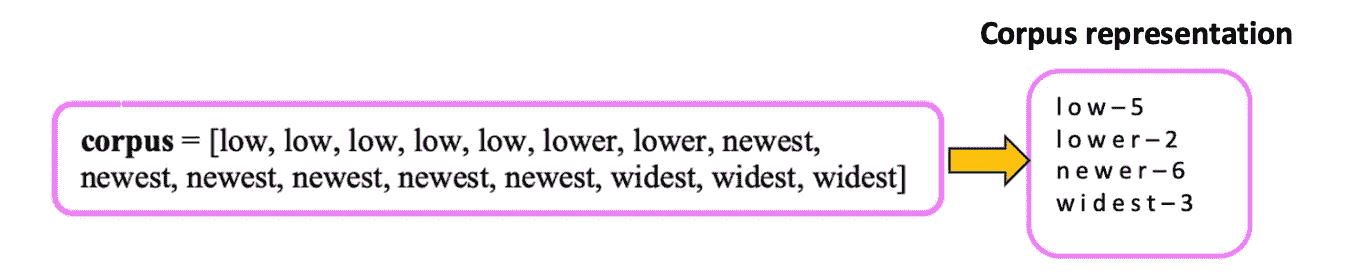 Corpus representation
corpus = [low, low, low, low, low, lower, lower, newest,
newest, newest, newest, newest, newest, widest, widest, widest]
l o w – 5
l o w e r – 2
n e w e r – 6
w i d e s t – 3